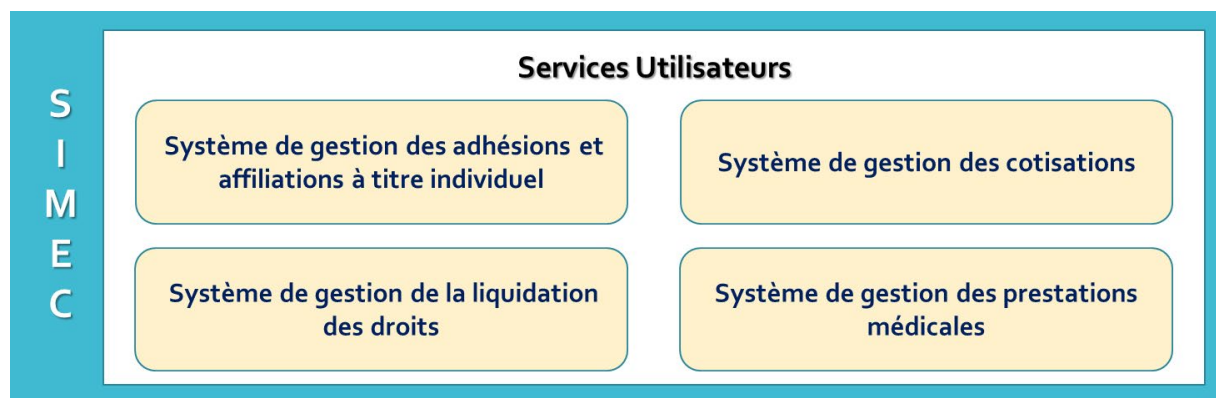 SIMEC
Services Utilisateurs
Système de gestion des adhésions et
affiliations à titre individuel
Système de gestion des cotisations
Système de gestion de la liquidation
des droits
Système de gestion des prestations
médicales